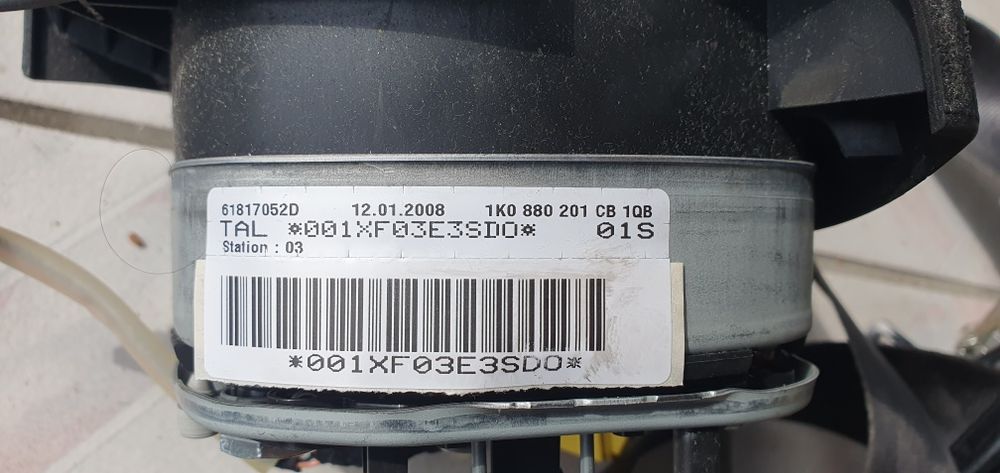 61817052D 12.01.2008 1K0 880 201 CB 1QB
TAL *001XF03E3SDO* 01S
Station : 03
*001XF03E3SDO*